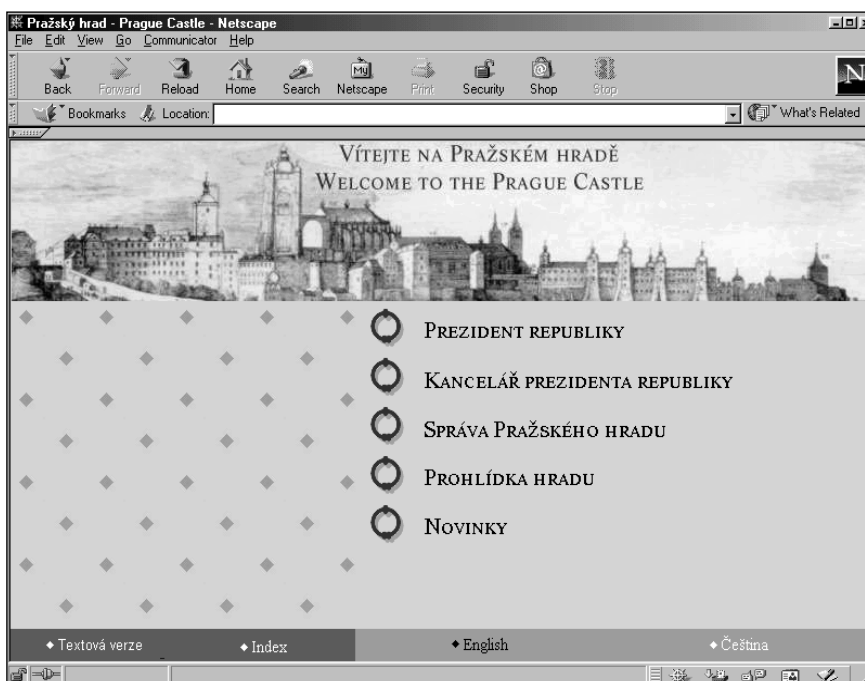 Pražský hrad - Prague Castle - Netscape
File Edit View Go Communicator Help
Back Forward Reload Home Search Netscape Print Security Shop Stop
My
N
Bookmarks Location: What's Related
Vítejte na Pražském hradě
Welcome to the Prague Castle
Prezident republiky
Kancelář prezidenta republiky
Správa Pražského hradu
Prohlídka hradu
Novinky
Textová verze Index English Čeština